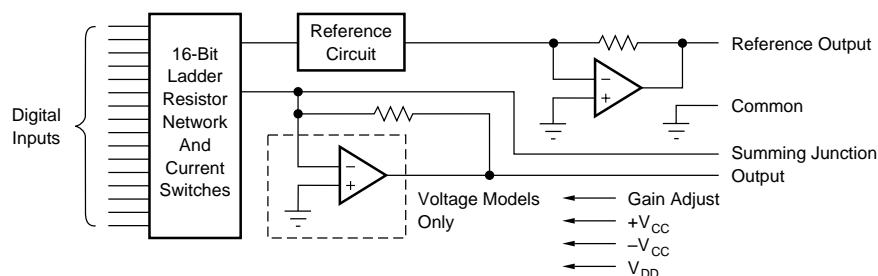 16-Bit
Ladder
Resistor
Network
And
Current
Switches
Reference
Circuit
Reference Output
Digital
Inputs
–
+
Common
Summing Junction
Output
–
+
Voltage Models
Only
Gain Adjust
+VCC
–VCC
VDD